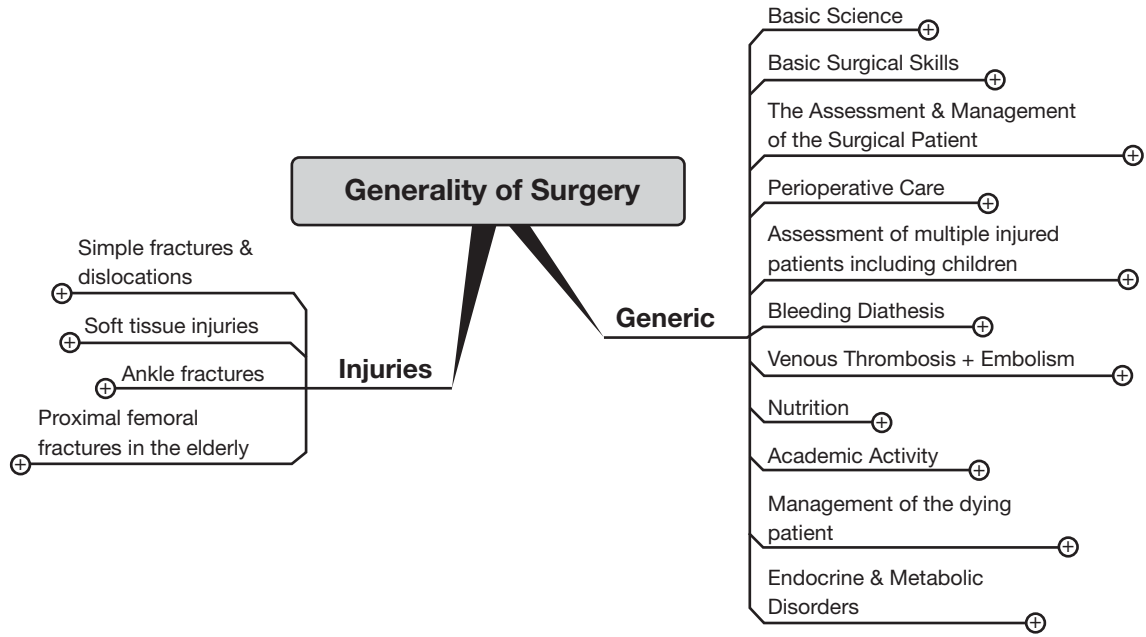 Generality of Surgery
Injuries
Simple fractures &
dislocations
Soft tissue injuries
Ankle fractures
Proximal femoral
fractures in the elderly
Generic
Basic Science
Basic Surgical Skills
The Assessment & Management
of the Surgical Patient
Perioperative Care
Assessment of multiple injured
patients including children
Bleeding Diathesis
Venous Thrombosis + Embolism
Nutrition
Academic Activity
Management of the dying
patient
Endocrine & Metabolic
Disorders